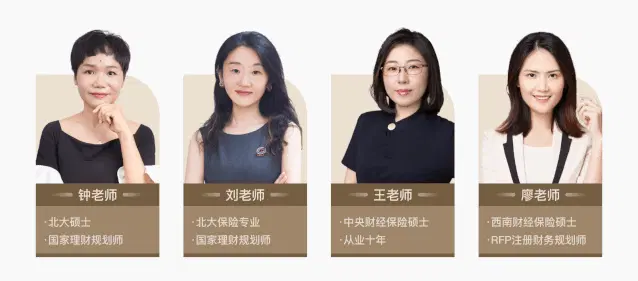 钟老师
·北大硕士
·国家理财规划师
刘老师
·北大保险专业
·国家理财规划师
王老师
·中央财经保险硕士
·从业十年
廖老师
·西南财经保险硕士
·RFP注册财务规划师